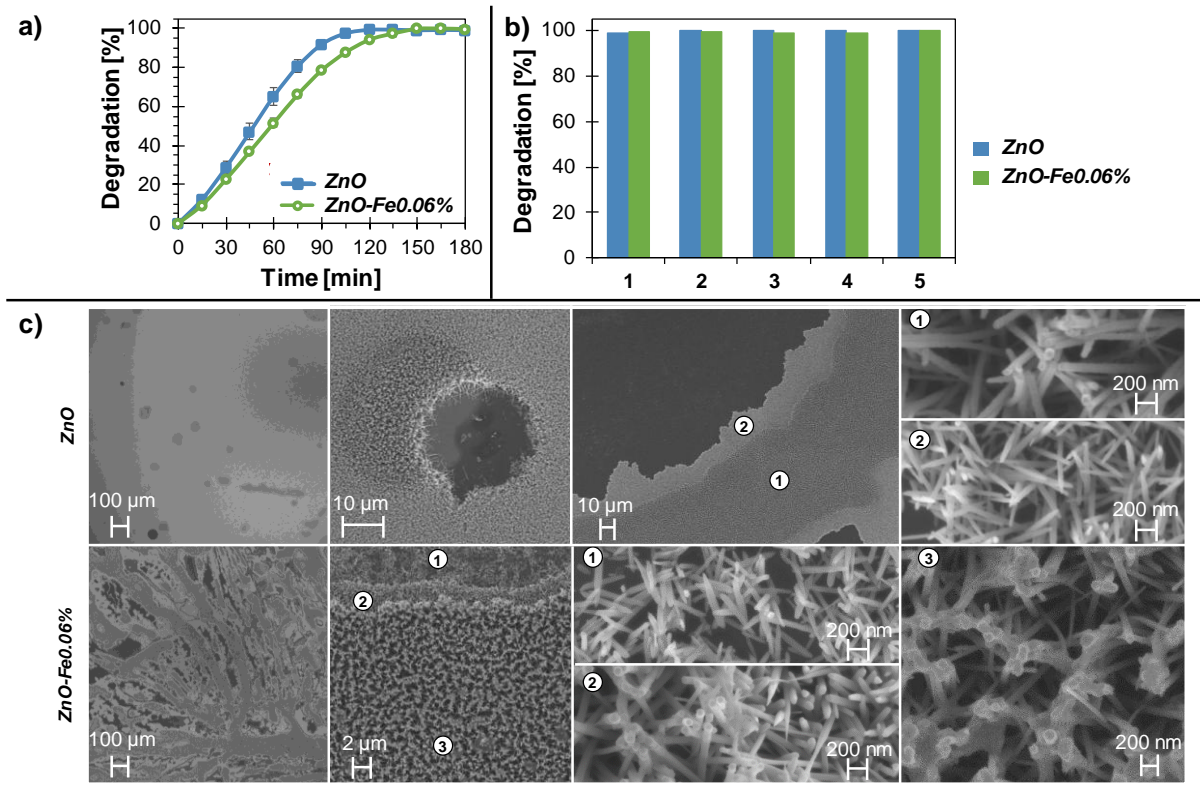 a)
Degradation [%]
100
80
60
40
20
0
0 30 60 90 120 150 180
Time [min]
ZnO
ZnO-Fe0.06%
b)
Degradation [%]
100
80
60
40
20
0
1 2 3 4 5
ZnO
ZnO-Fe0.06%
c)
ZnO
100 µm
10 µm
2
1
10 µm
1
200 nm
2
200 nm
ZnO-Fe0.06%
100 µm
1
2
3
2 µm
1
200 nm
2
200 nm
3
200 nm